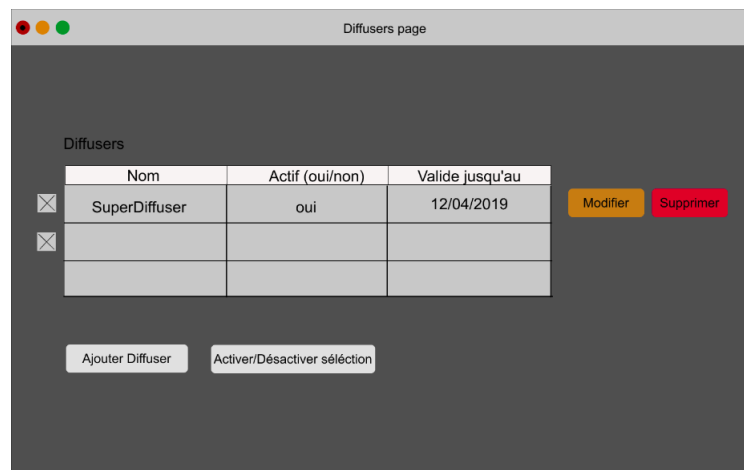 Diffusers page
Diffusers
Nom Actif (oui/non) Valide jusqu'au
SuperDiffuser oui 12/04/2019 Modifier Supprimer
Ajouter Diffuser Activer/Désactiver séléction